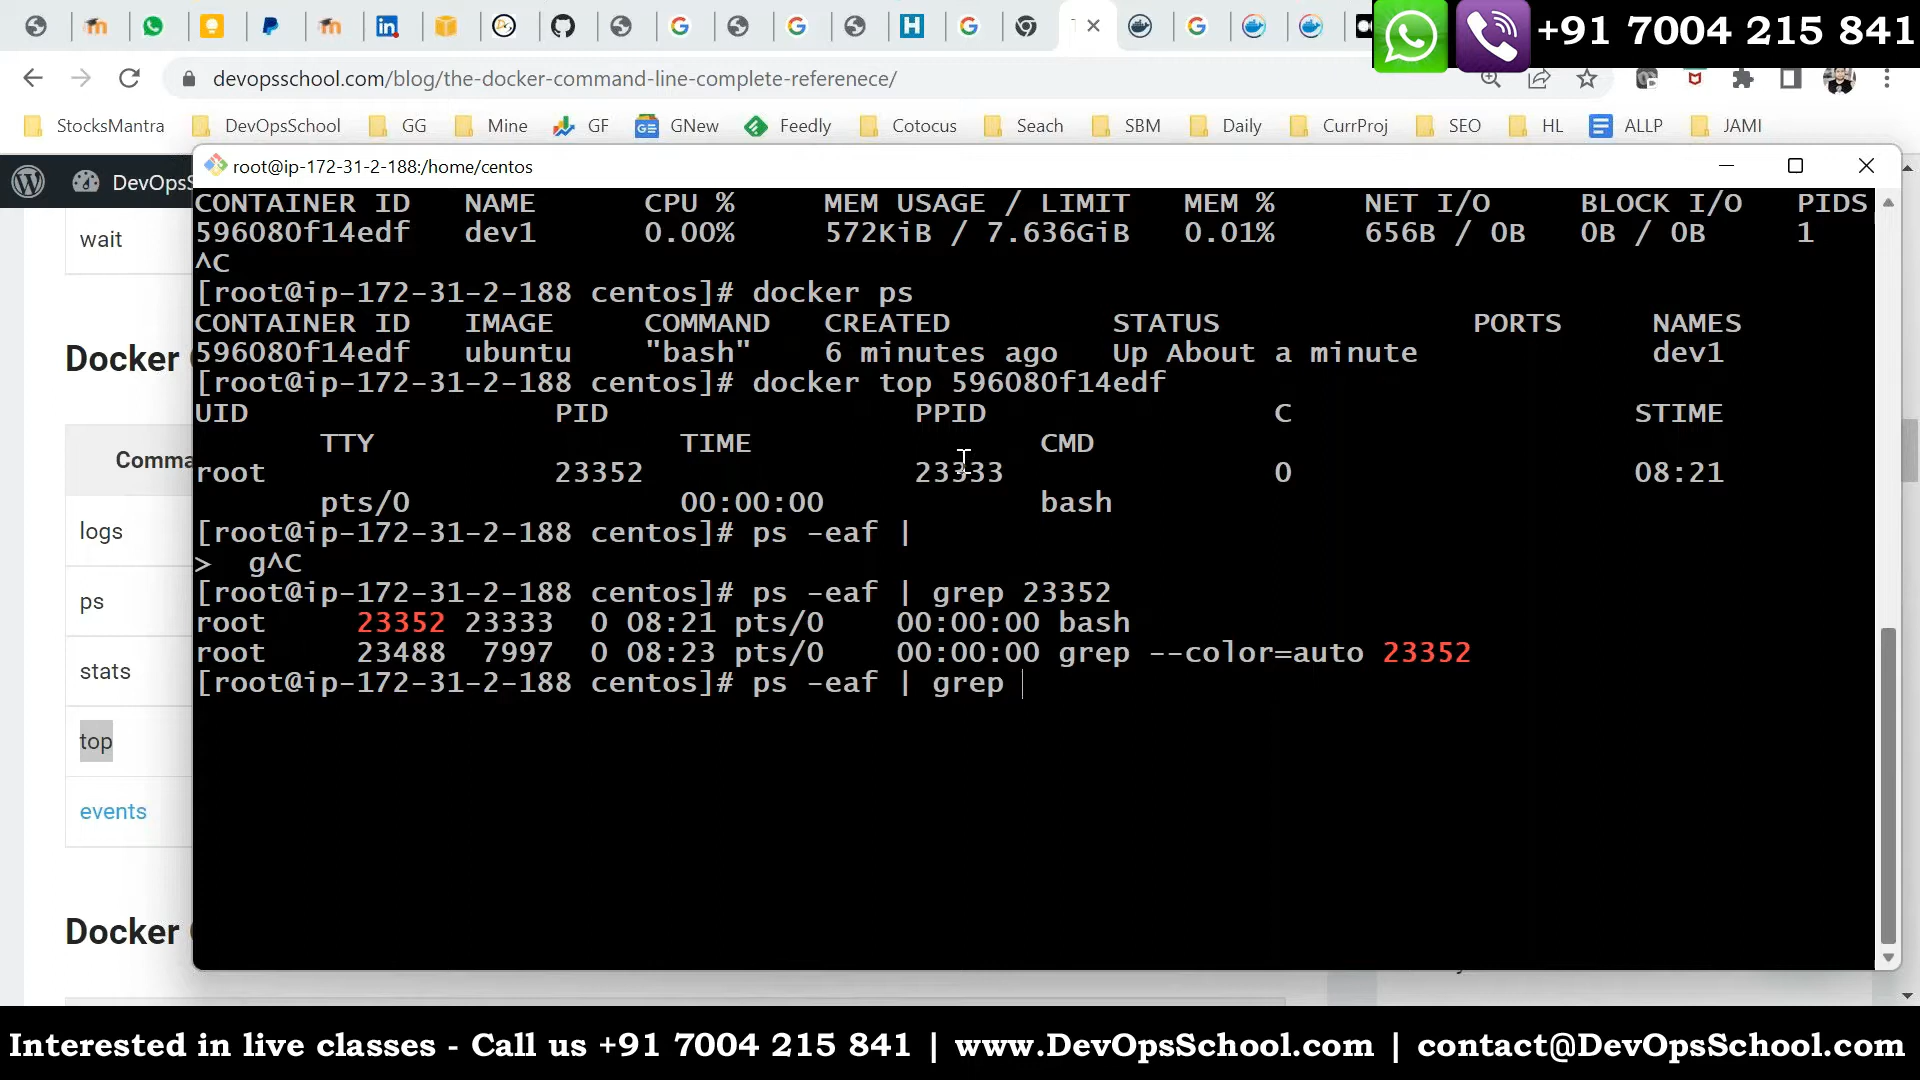 +91 7004 215 841
devopsschool.com/blog/the-docker-command-line-complete-referenece/
StocksMantra DevOpsSchool GG Mine GF GNew Feedly Cotocus Seach SBM Daily CurrProj SEO HL ALLP JAMI
DevOpsS
root@ip-172-31-2-188:/home/centos
wait
Docker
Comma
logs
ps
stats
top
events
Docker
CONTAINER ID NAME CPU % MEM USAGE / LIMIT MEM % NET I/O BLOCK I/O PIDS
596080f14edf dev1 0.00% 572KiB / 7.636GiB 0.01% 656B / 0B 0B / 0B 1
^C
[root@ip-172-31-2-188 centos]# docker ps
CONTAINER ID IMAGE COMMAND CREATED STATUS PORTS NAMES
596080f14edf ubuntu "bash" 6 minutes ago Up About a minute dev1
[root@ip-172-31-2-188 centos]# docker top 596080f14edf
UID PID PPID C STIME
TTY TIME CMD
root 23352 23333 0 08:21
pts/0 00:00:00 bash
[root@ip-172-31-2-188 centos]# ps -eaf |
> g^C
[root@ip-172-31-2-188 centos]# ps -eaf | grep 23352
root 23352 23333 0 08:21 pts/0 00:00:00 bash
root 23488 7997 0 08:23 pts/0 00:00:00 grep --color=auto 23352
[root@ip-172-31-2-188 centos]# ps -eaf | grep
Interested in live classes - Call us +91 7004 215 841 | www.DevOpsSchool.com | contact@DevOpsSchool.com